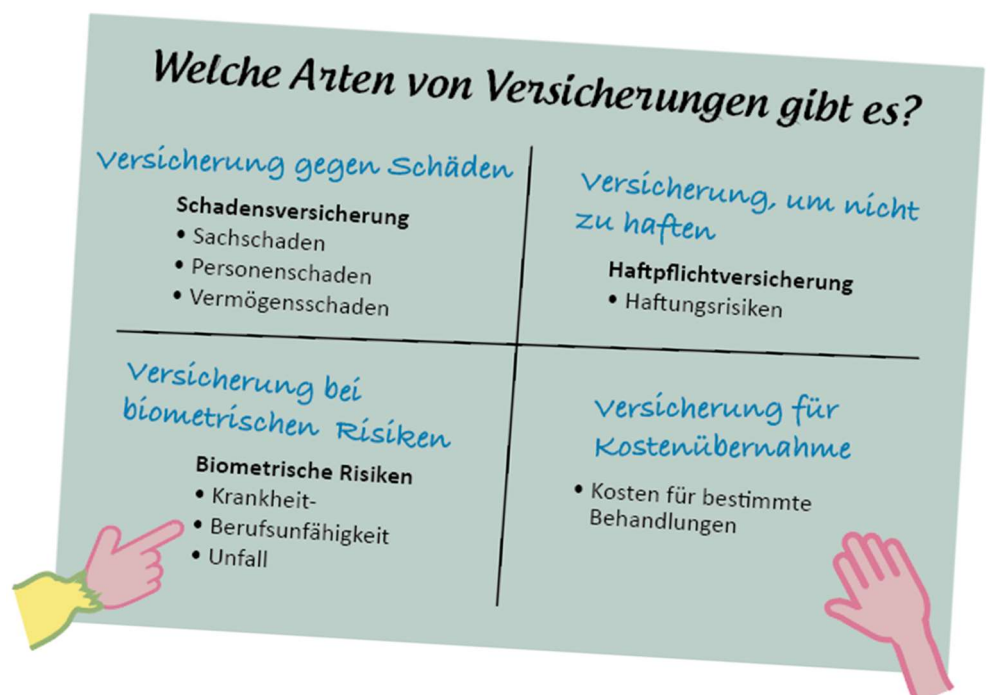 Welche Arten von Versicherungen gibt es?
Versicherung gegen Schäden
Schadensversicherung
• Sachschaden
• Personenschaden
• Vermögensschaden
Versicherung, um nicht
zu haften
Haftpflichtversicherung
• Haftungsrisiken
Versicherung bei
biometrischen Risiken
Biometrische Risiken
• Krankheit-
• Berufsunfähigkeit
• Unfall
Versicherung für
Kostenübernahme
• Kosten für bestimmte
Behandlungen